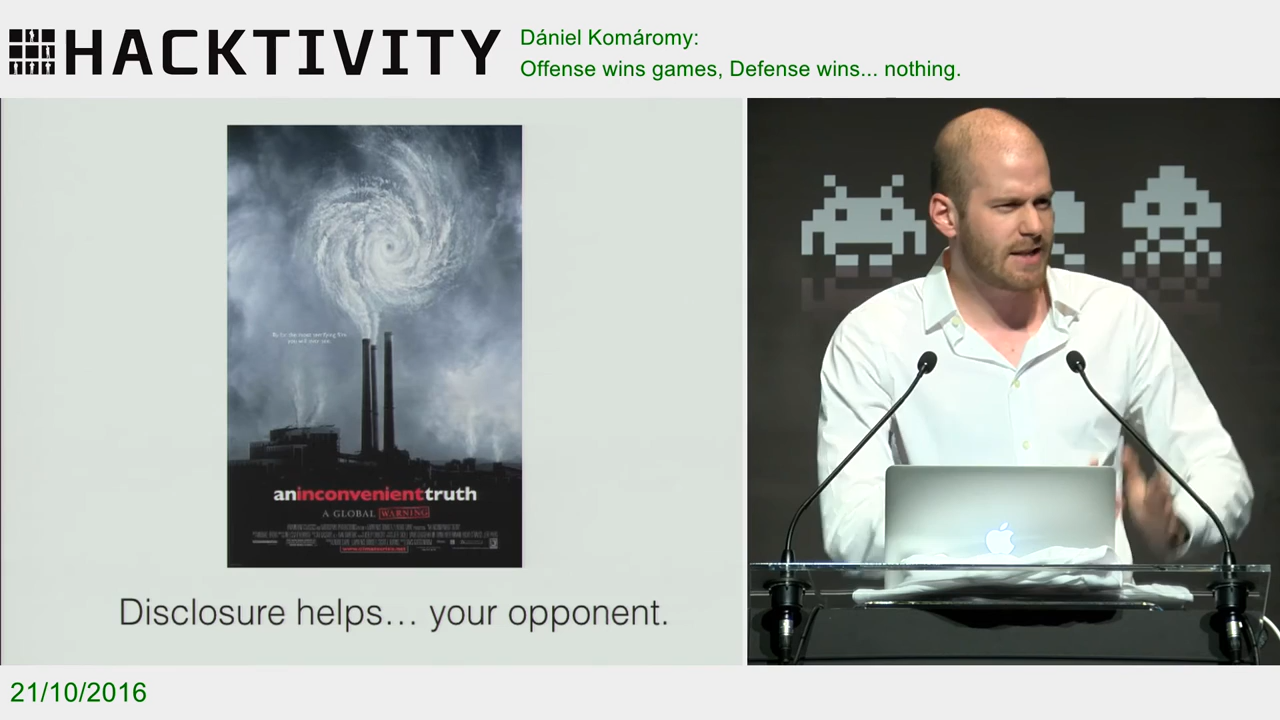 HACKTIVITY
Dániel Komáromy:
Offense wins games, Defense wins... nothing.
aninconvenienttruth
A GLOBAL WARNING
Disclosure helps... your opponent.
21/10/2016